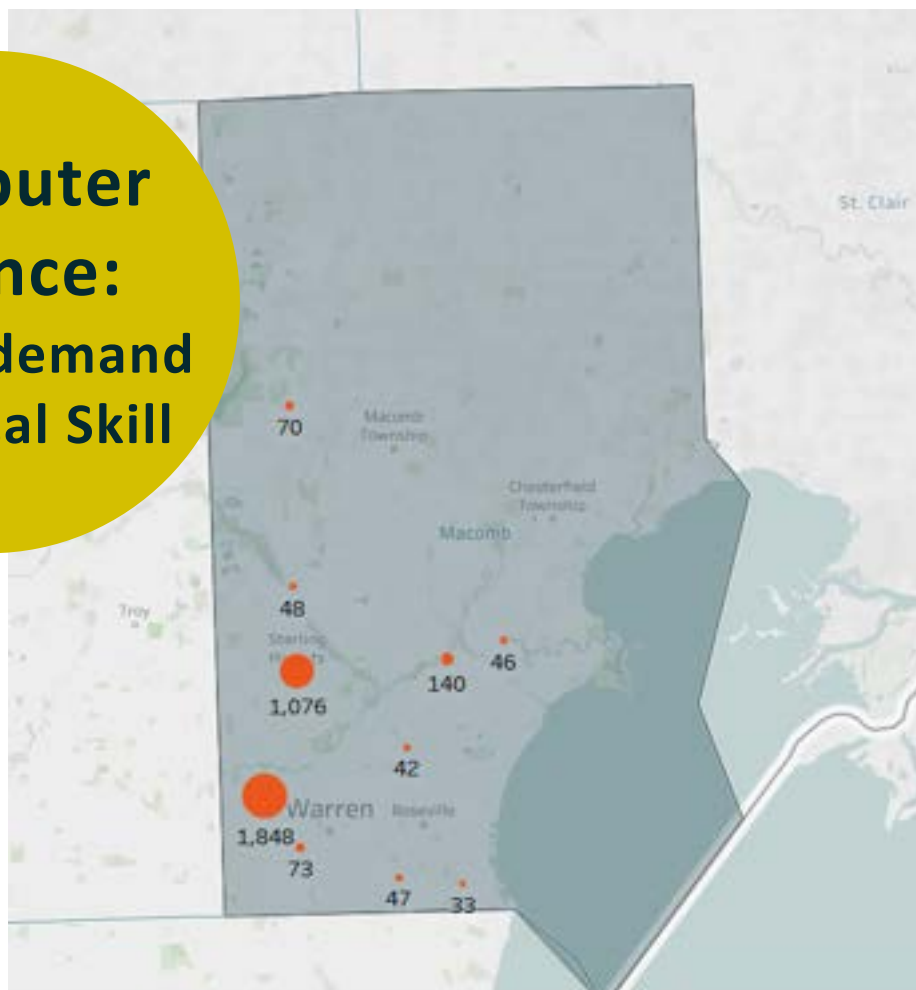 puter
nce:
demand
al Skill
St. Clair
70
Macomb
Township
Chesterfield
Township
Macomb
48
Troy
Sterling
46
140
1,076
42
Warren
Roseville
1,848
73
47
33